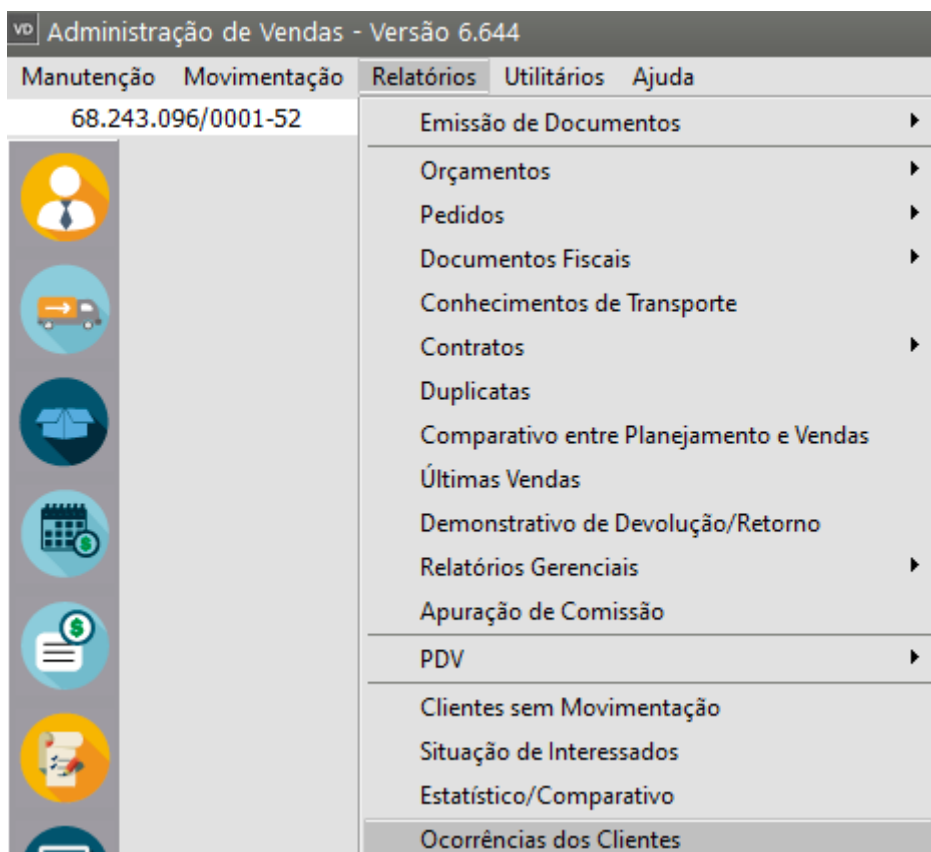 VD Administração de Vendas - Versão 6.644
Manutenção Movimentação Relatórios Utilitários Ajuda
68.243.096/0001-52
Emissão de Documentos
Orçamentos
Pedidos
Documentos Fiscais
Conhecimentos de Transporte
Contratos
Duplicatas
Comparativo entre Planejamento e Vendas
Últimas Vendas
Demonstrativo de Devolução/Retorno
Relatórios Gerenciais
Apuração de Comissão
PDV
Clientes sem Movimentação
Situação de Interessados
Estatístico/Comparativo
Ocorrências dos Clientes